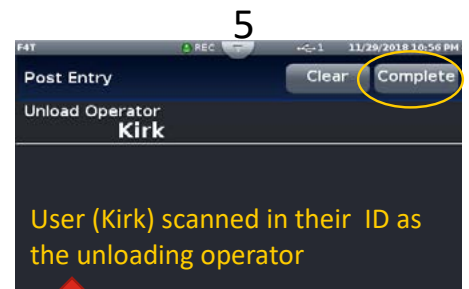 5
F4T REC 1 11/29/2018 10:56 PM
Post Entry Clear Complete
Unload Operator
Kirk
User (Kirk) scanned in their ID as
the unloading operator